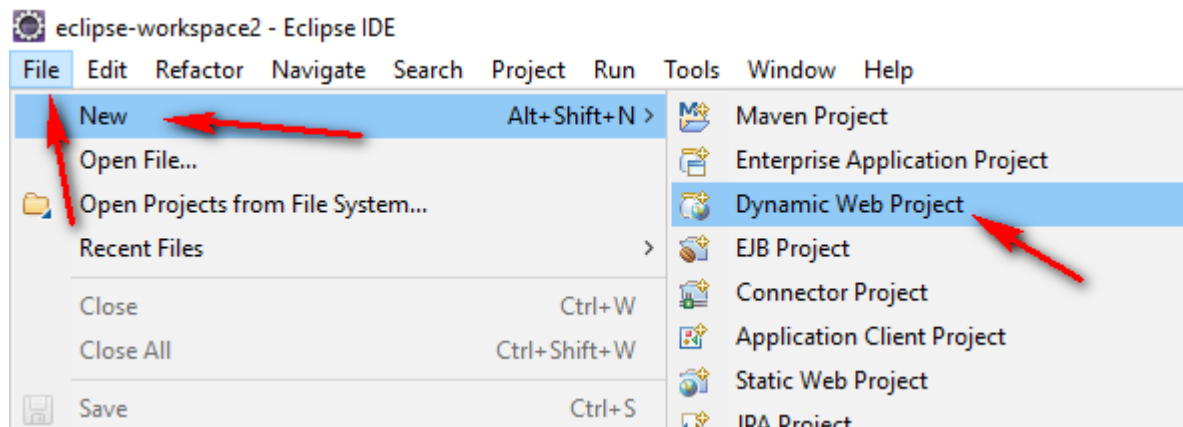 eclipse-workspace2 - Eclipse IDE
File Edit Refactor Navigate Search Project Run Tools Window Help
New Alt+Shift+N >
Open File...
Open Projects from File System...
Recent Files >
Close Ctrl+W
Close All Ctrl+Shift+W
Save Ctrl+S
Maven Project
Enterprise Application Project
Dynamic Web Project
EJB Project
Connector Project
Application Client Project
Static Web Project
JPA Project